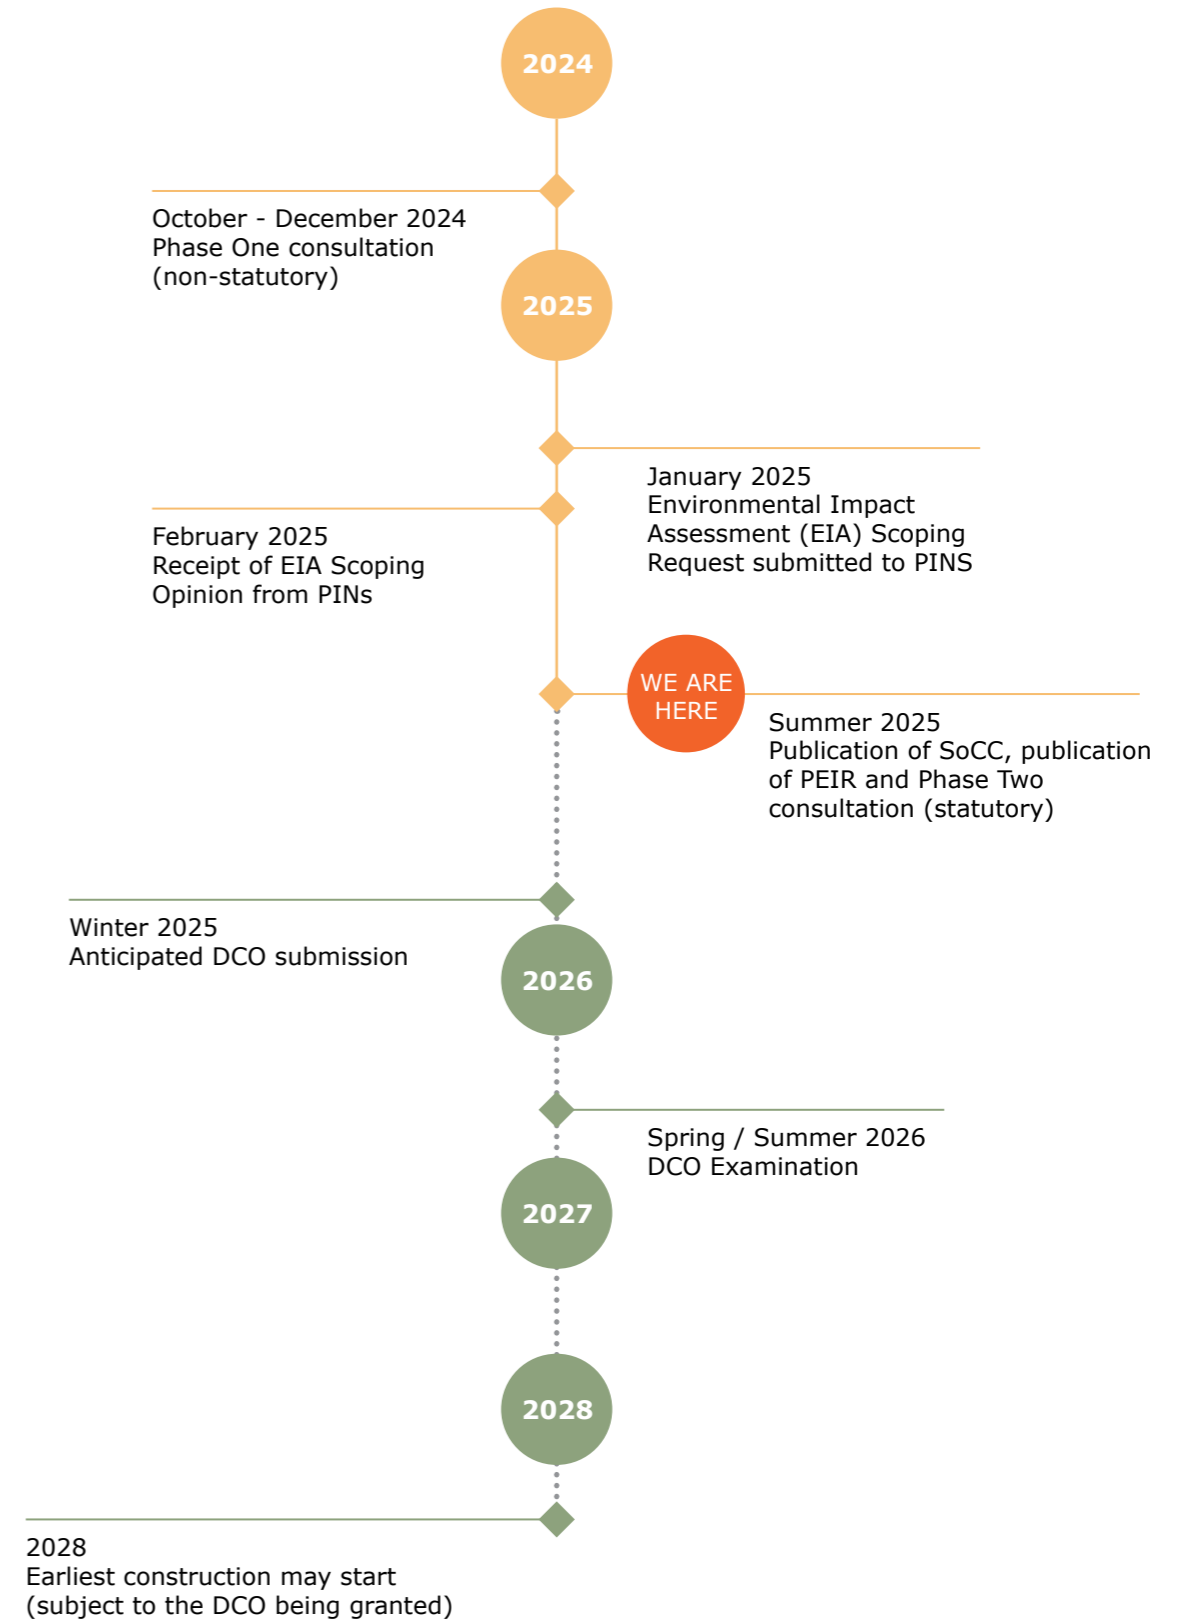 2024
October - December 2024
Phase One consultation
(non-statutory)
2025
January 2025
Environmental Impact
Assessment (EIA) Scoping
Request submitted to PINS
February 2025
Receipt of EIA Scoping
Opinion from PINs
WE ARE
HERE
Summer 2025
Publication of SoCC, publication
of PEIR and Phase Two
consultation (statutory)
Winter 2025
Anticipated DCO submission
2026
Spring / Summer 2026
DCO Examination
2027
2028
2028
Earliest construction may start
(subject to the DCO being granted)